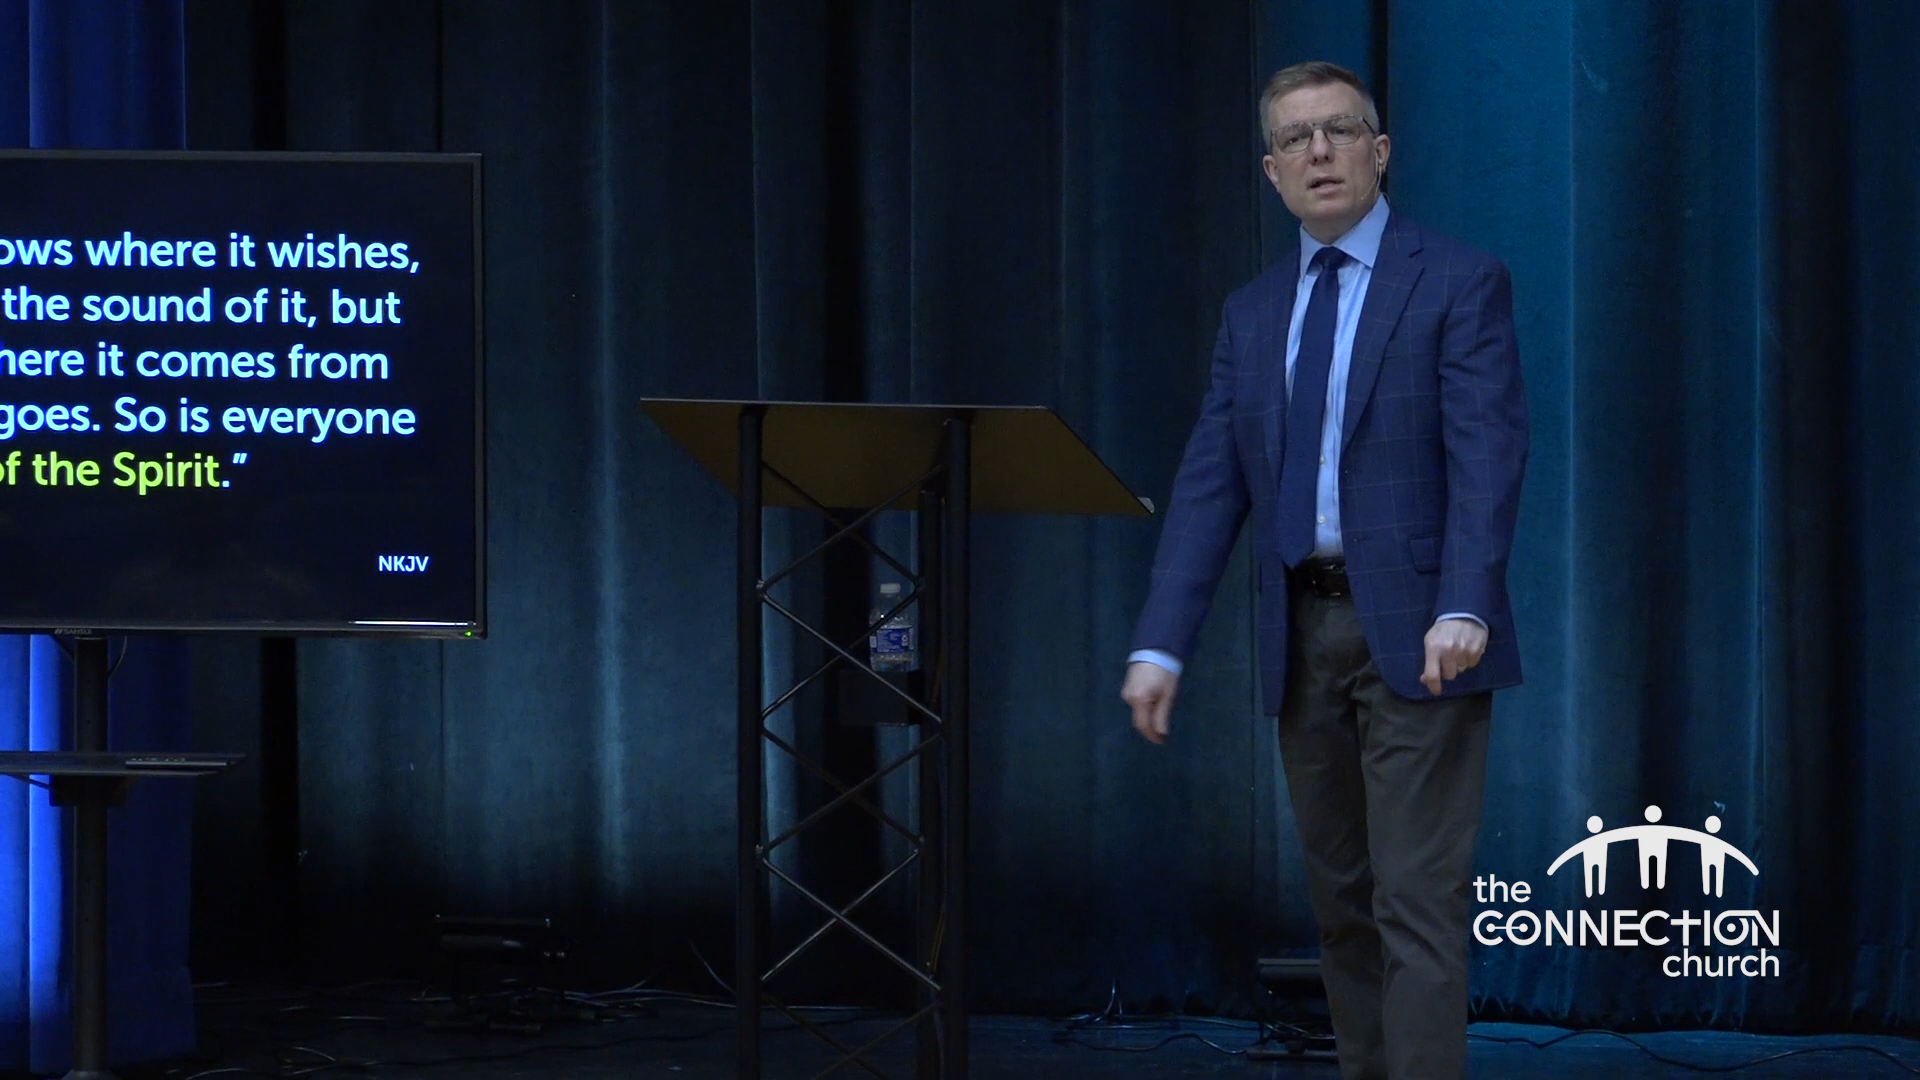 ows where it wishes,
the sound of it, but
here it comes from
goes. So is everyone
of the Spirit.”
NKJV
the
CONNECTION
church